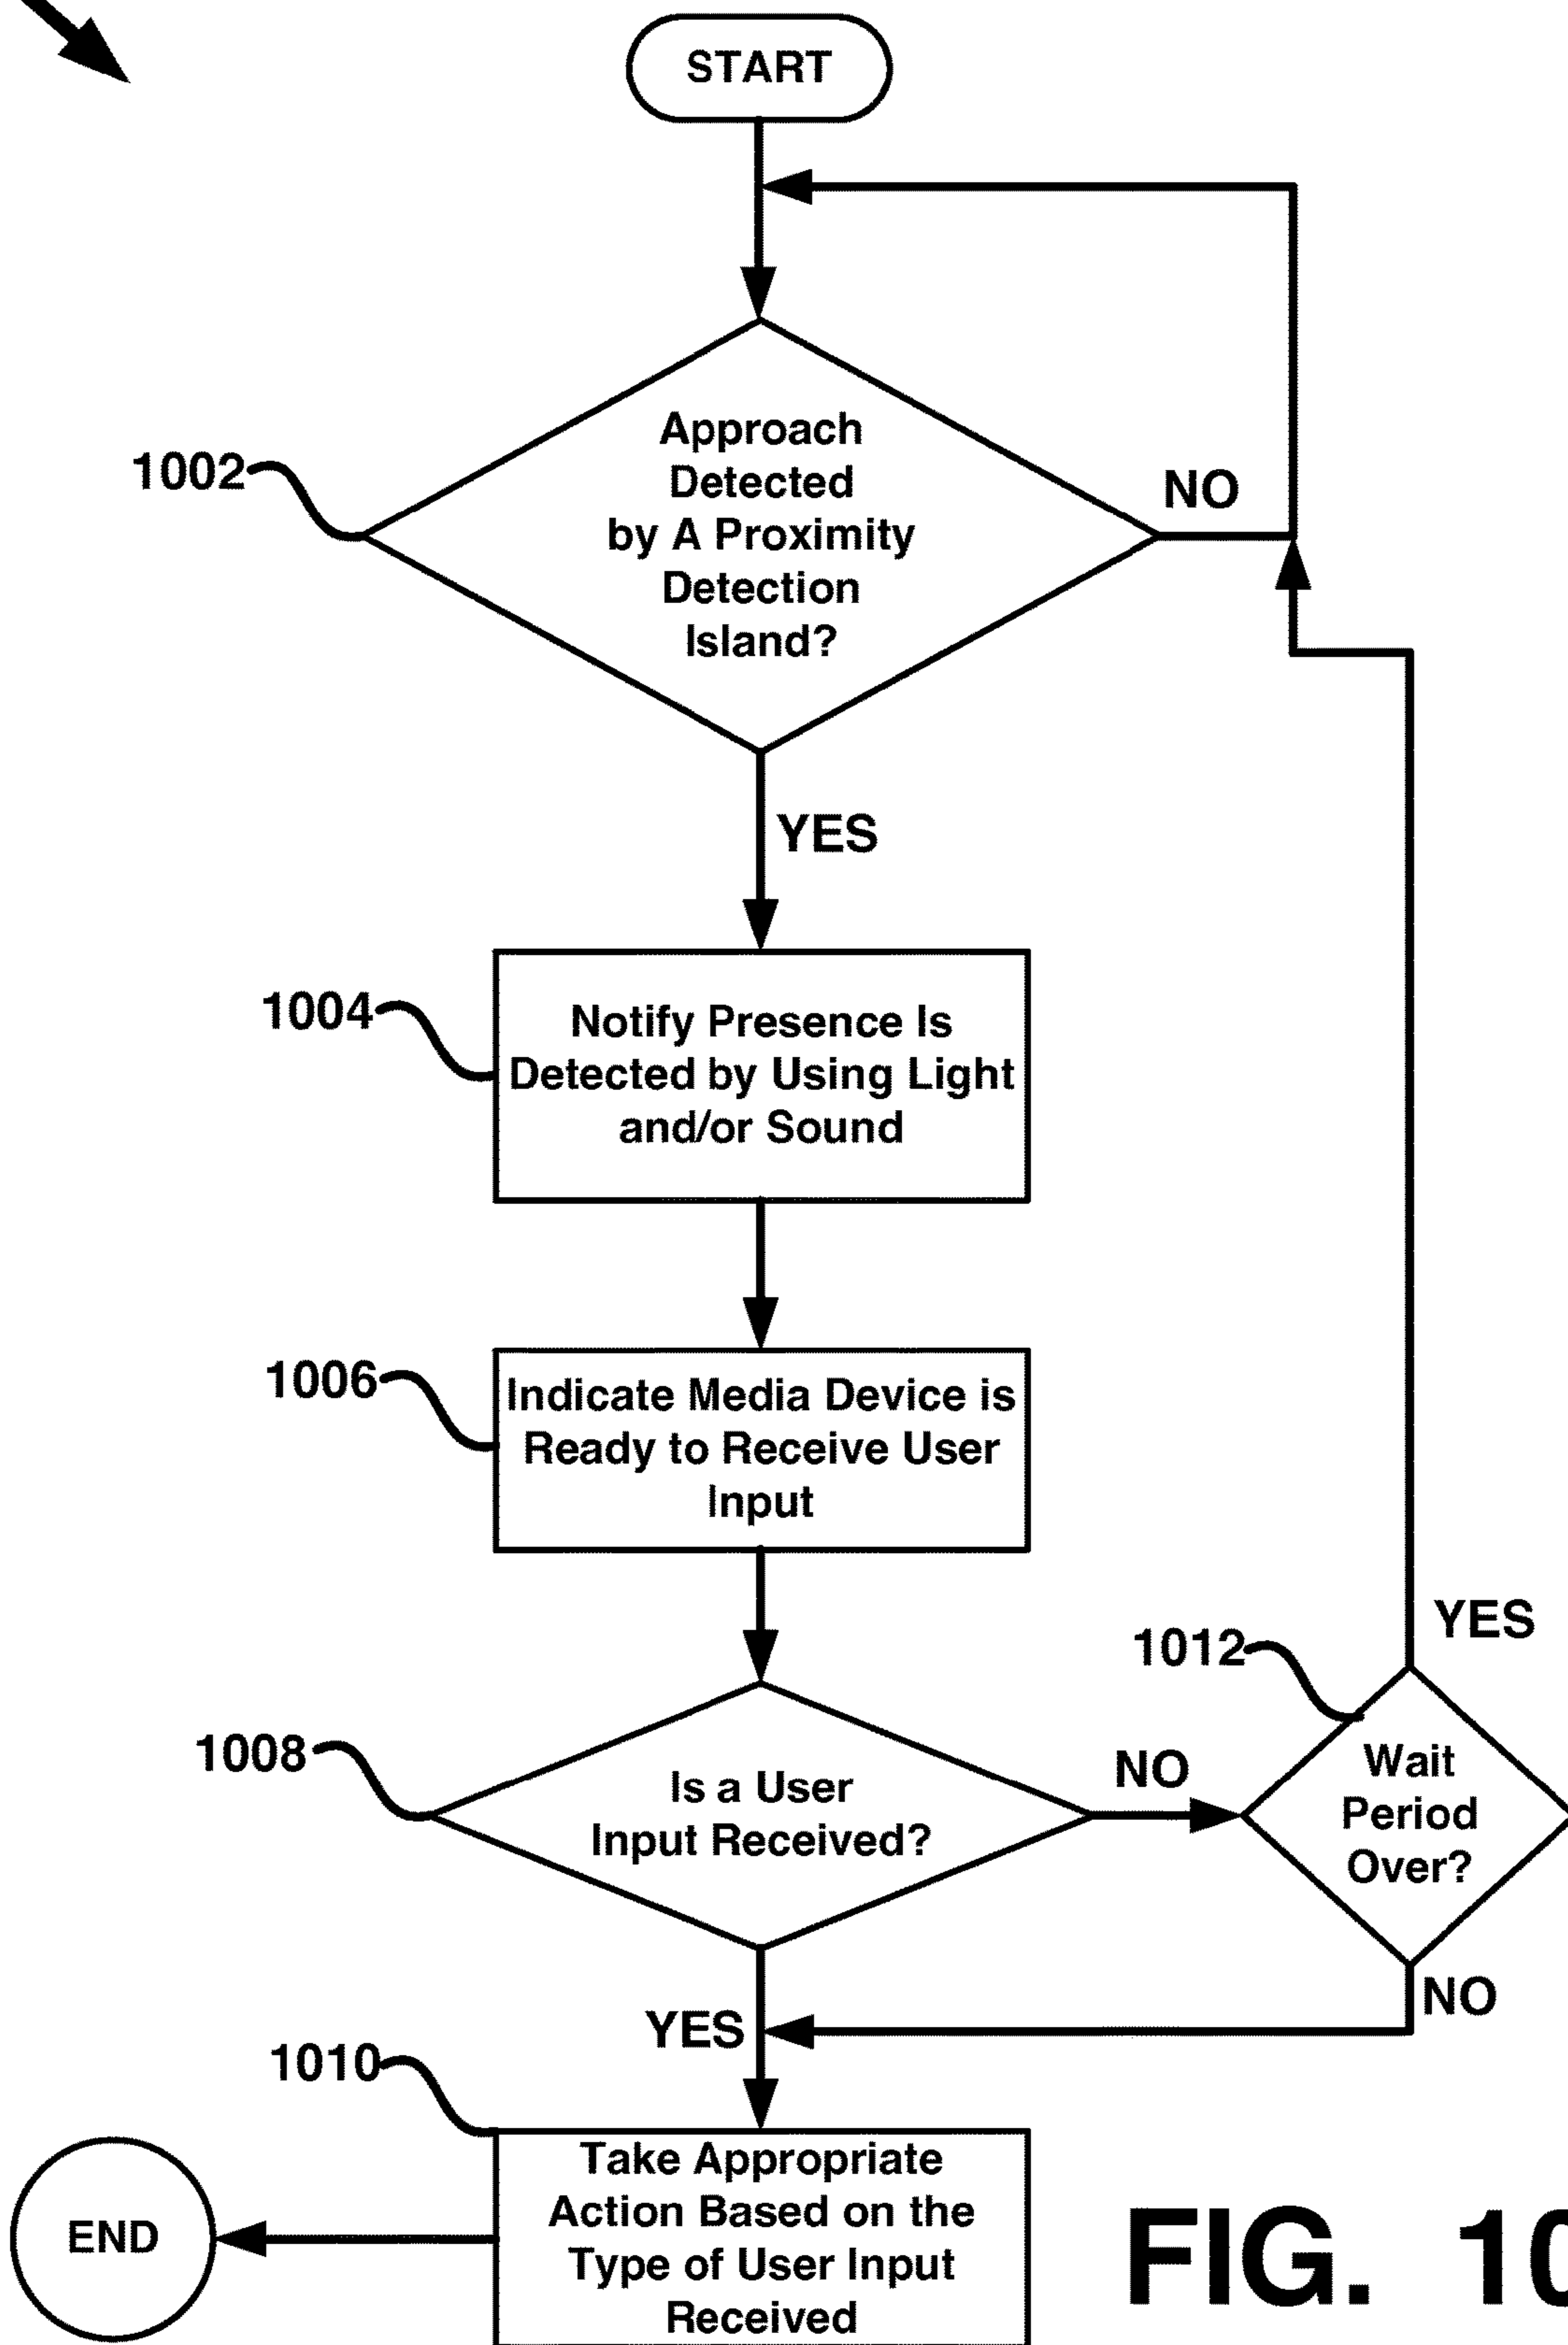 START
Approach
Detected
by A Proximity
Detection
Island?
1002
NO
YES
1004
Notify Presence Is
Detected by Using Light
and/or Sound
1006
Indicate Media Device is
Ready to Receive User
Input
1008
Is a User
Input Received?
NO
1012
YES
Wait
Period
Over?
NO
YES
1010
Take Appropriate
Action Based on the
Type of User Input
Received
END
FIG. 10